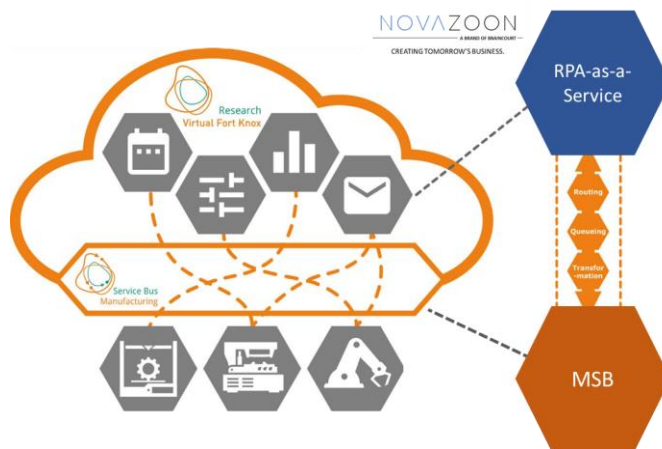 NOVAZOON
A BRAND OF BRAINCOURT
CREATING TOMORROW'S BUSINESS.
RPA-as-a-
Service
Research
Virtual Fort Knox
Routing
Queueing
Transfor
-mation
Service Bus
Manufacturing
MSB